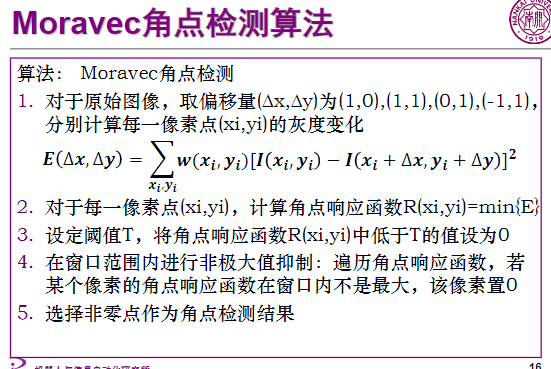 Moravec角点检测算法
算法： Moravec角点检测
1. 对于原始图像，取偏移量(Δx,Δy)为(1,0),(1,1),(0,1),(-1,1)，
分别计算每一像素点(xi,yi)的灰度变化
E(Δx,Δy) = ∑_{x_i,y_i} w(x_i,y_i)[I(x_i,y_i) − I(x_i + Δx,y_i + Δy)]²
2. 对于每一像素点(xi,yi)，计算角点响应函数R(xi,yi)=min{E}
3. 设定阈值T，将角点响应函数R(xi,yi)中低于T的值设为0
4. 在窗口范围内进行非极大值抑制：遍历角点响应函数，若
某个像素的角点响应函数在窗口内不是最大，该像素置0
5. 选择非零点作为角点检测结果
16